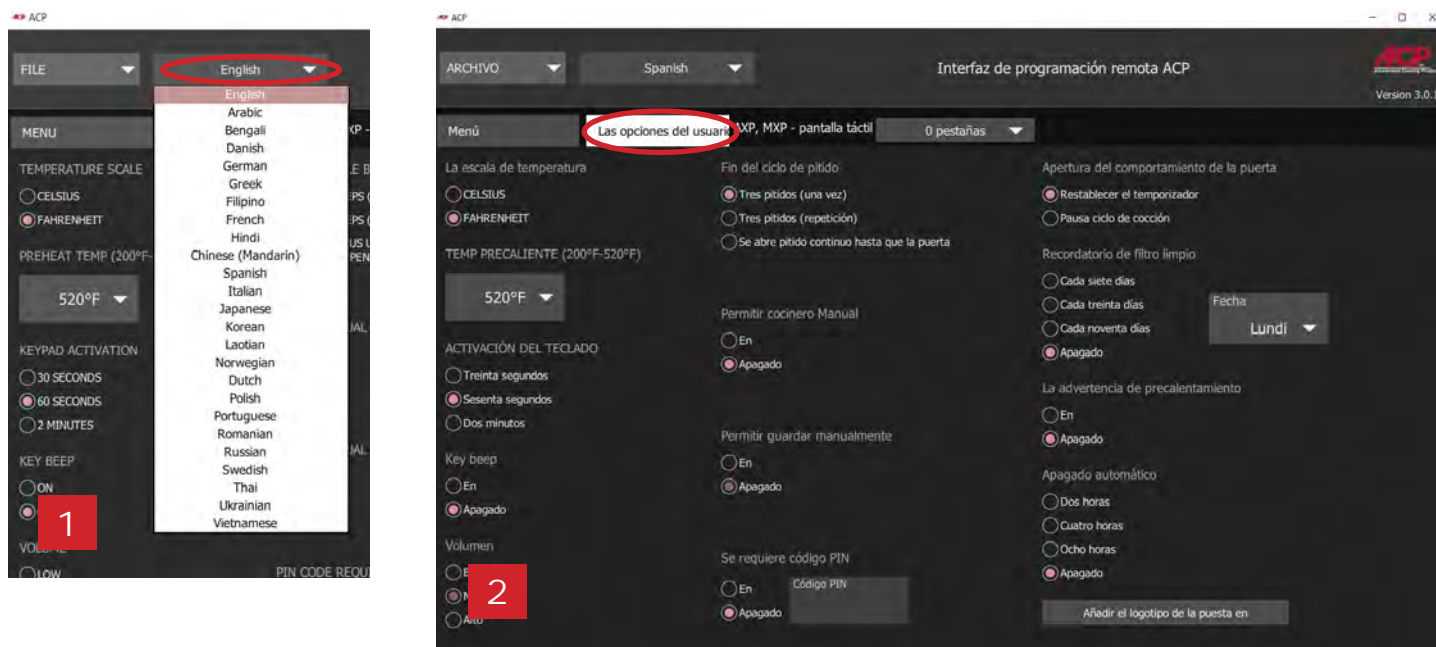 ACP
FILE
English
English
Arabic
Bengali
Danish
German
Greek
Filipino
French
Hindi
Chinese (Mandarin)
Spanish
Italian
Japanese
Korean
Laotian
Norwegian
Dutch
Polish
Portuguese
Romanian
Russian
Swedish
Thai
Ukrainian
Vietnamese
MENU
TEMPERATURE SCALE
CELSIUS
FAHRENHEIT
PREHEAT TEMP (200°F-
520°F
KEYPAD ACTIVATION
30 SECONDS
60 SECONDS
2 MINUTES
KEY BEEP
ON
1
LOW
PIN CODE REQU
ACP
ARCHIVO
Spanish
Interfaz de programación remota ACP
ACP
Version 3.0.1
Menú
Las opciones del usuario
AXP, MXP - pantalla táctil
0 pestañas
La escala de temperatura
CELSIUS
FAHRENHEIT
TEMP PRECALIENTE (200°F-520°F)
520°F
ACTIVACIÓN DEL TECLADO
Treinta segundos
Sesenta segundos
Dos minutos
Key beep
En
Apagado
Volumen
2
Alto
Fin del ciclo de pitido
Tres pitidos (una vez)
Tres pitidos (repetición)
Se abre pitido continuo hasta que la puerta
Permitir cocinero Manual
En
Apagado
Permitir guardar manualmente
En
Apagado
Se requiere código PIN
En
Código PIN
Apagado
Apertura del comportamiento de la puerta
Restablecer el temporizador
Pausa ciclo de cocción
Recordatorio de filtro limpio
Cada siete días
Cada treinta días
Cada noventa días
Apagado
Fecha
Lundi
La advertencia de precalentamiento
En
Apagado
Apagado automático
Dos horas
Cuatro horas
Ocho horas
Apagado
Añadir el logotipo de la puesta en